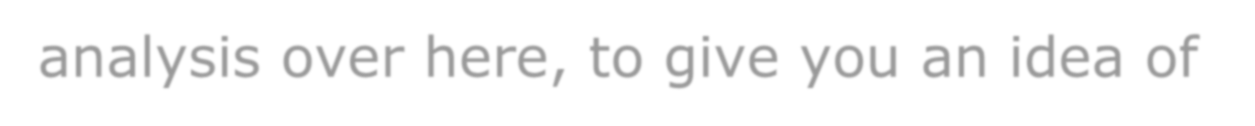 analysis over here, to give you an idea of